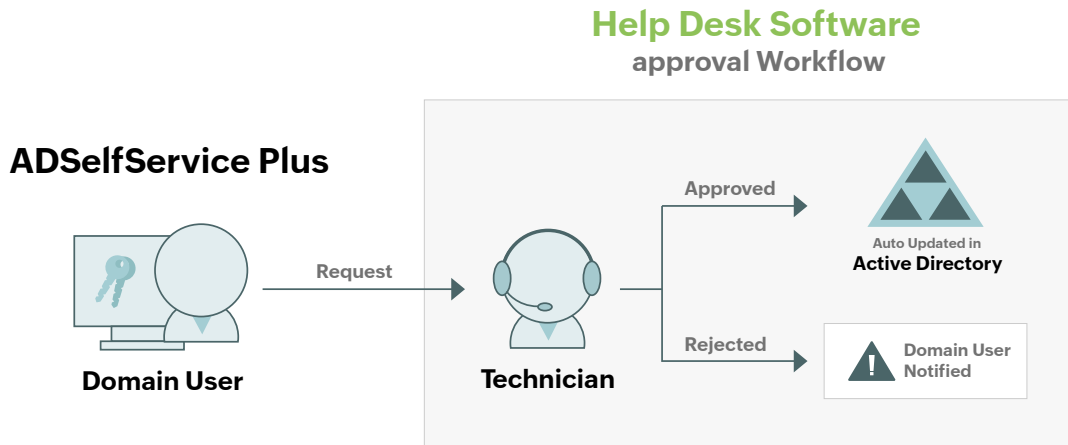 Help Desk Software
approval Workflow
ADSelfService Plus
Request
Domain User
Technician
Approved
Auto Updated in
Active Directory
Rejected
Domain User
Notified